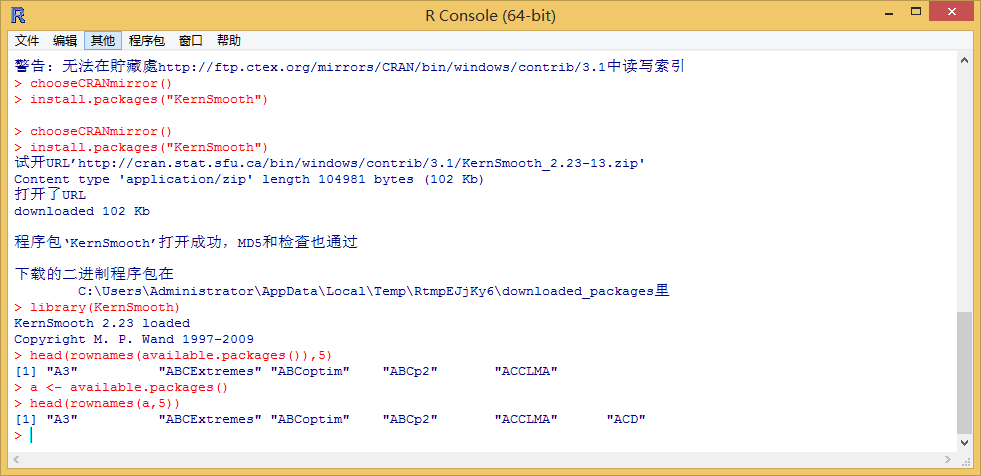 R Console (64-bit)
文件 编辑 其他 程序包 窗口 帮助
警告: 无法在貯藏處http://ftp.ctex.org/mirrors/CRAN/bin/windows/contrib/3.1中读写索引
> chooseCRANmirror()
> install.packages("KernSmooth")
> chooseCRANmirror()
> install.packages("KernSmooth")
试开URL’http://cran.stat.sfu.ca/bin/windows/contrib/3.1/KernSmooth_2.23-13.zip'
Content type 'application/zip' length 104981 bytes (102 Kb)
打开了URL
downloaded 102 Kb
程序包‘KernSmooth’打开成功，MD5和检查也通过
下载的二进制程序包在
C:\Users\Administrator\AppData\Local\Temp\RtmpEJjKy6\downloaded_packages里
> library(KernSmooth)
KernSmooth 2.23 loaded
Copyright M. P. Wand 1997-2009
> head(rownames(available.packages()),5)
[1] "A3" "ABCExtremes" "ABCoptim" "ABCp2" "ACCLMA"
> a <- available.packages()
> head(rownames(a,5))
[1] "A3" "ABCExtremes" "ABCoptim" "ABCp2" "ACCLMA" "ACD"
>